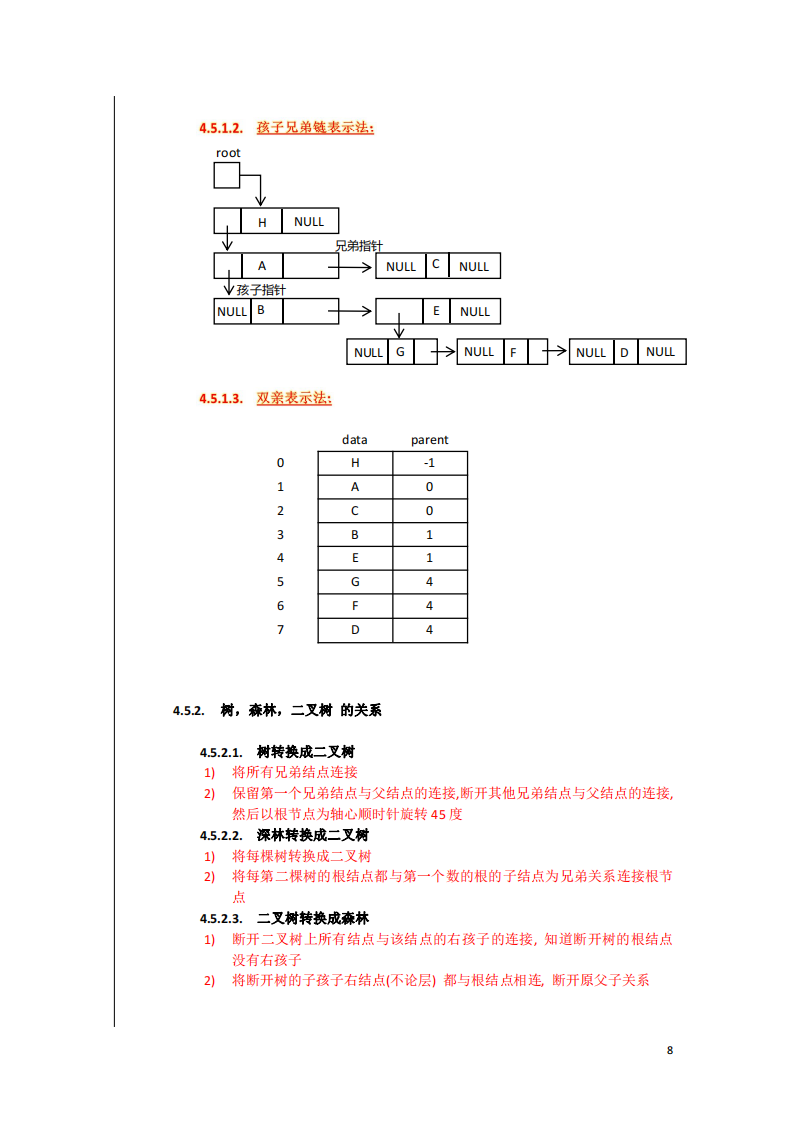 4.5.1.2. 孩子兄弟链表示法:
root
H NULL
兄弟指针
A NULL C NULL
孩子指针
NULL B E NULL
NULL G NULL F NULL D NULL
4.5.1.3. 双亲表示法:
data parent
0 H -1
1 A 0
2 C 0
3 B 1
4 E 1
5 G 4
6 F 4
7 D 4
4.5.2. 树，森林，二叉树 的关系
4.5.2.1. 树转换成二叉树
1) 将所有兄弟结点连接
2) 保留第一个兄弟结点与父结点的连接,断开其他兄弟结点与父结点的连接,
然后以根节点为轴心顺时针旋转 45 度
4.5.2.2. 深林转换成二叉树
1) 将每棵树转换成二叉树
2) 将每第二棵树的根结点都与第一个数的根的子结点为兄弟关系连接根节
点
4.5.2.3. 二叉树转换成森林
1) 断开二叉树上所有结点与该结点的右孩子的连接, 知道断开树的根结点
没有右孩子
2) 将断开树的子孩子右结点(不论层) 都与根结点相连, 断开原父子关系
8